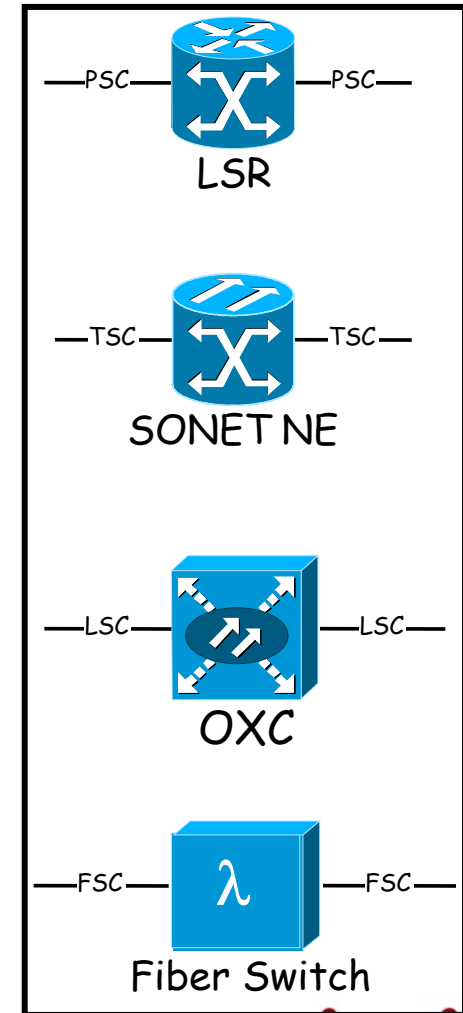 PSC PSC
LSR
TSC TSC
SONET NE
LSC LSC
OXC
λ
FSC FSC
Fiber Switch